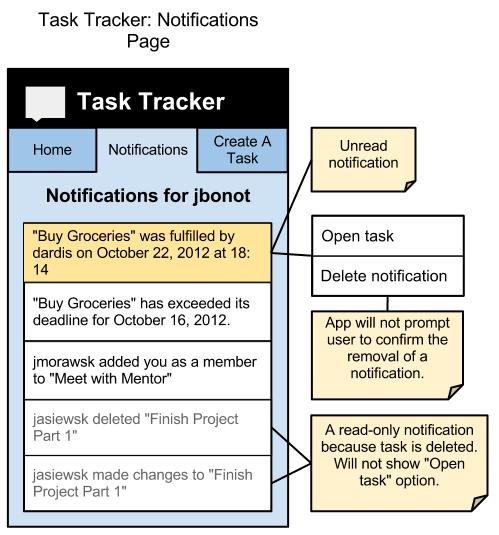 Task Tracker: Notifications
Page
Task Tracker
Home
Notifications
Create A
Task
Notifications for jbonot
"Buy Groceries" was fulfilled by
dardis on October 22, 2012 at 18:
14
"Buy Groceries" has exceeded its
deadline for October 16, 2012.
jmorawsk added you as a member
to "Meet with Mentor"
jasiewsk deleted "Finish Project
Part 1"
jasiewsk made changes to "Finish
Project Part 1"
Unread
notification
Open task
Delete notification
App will not prompt
user to confirm the
removal of a
notification.
A read-only notification
because task is deleted.
Will not show "Open
task" option.